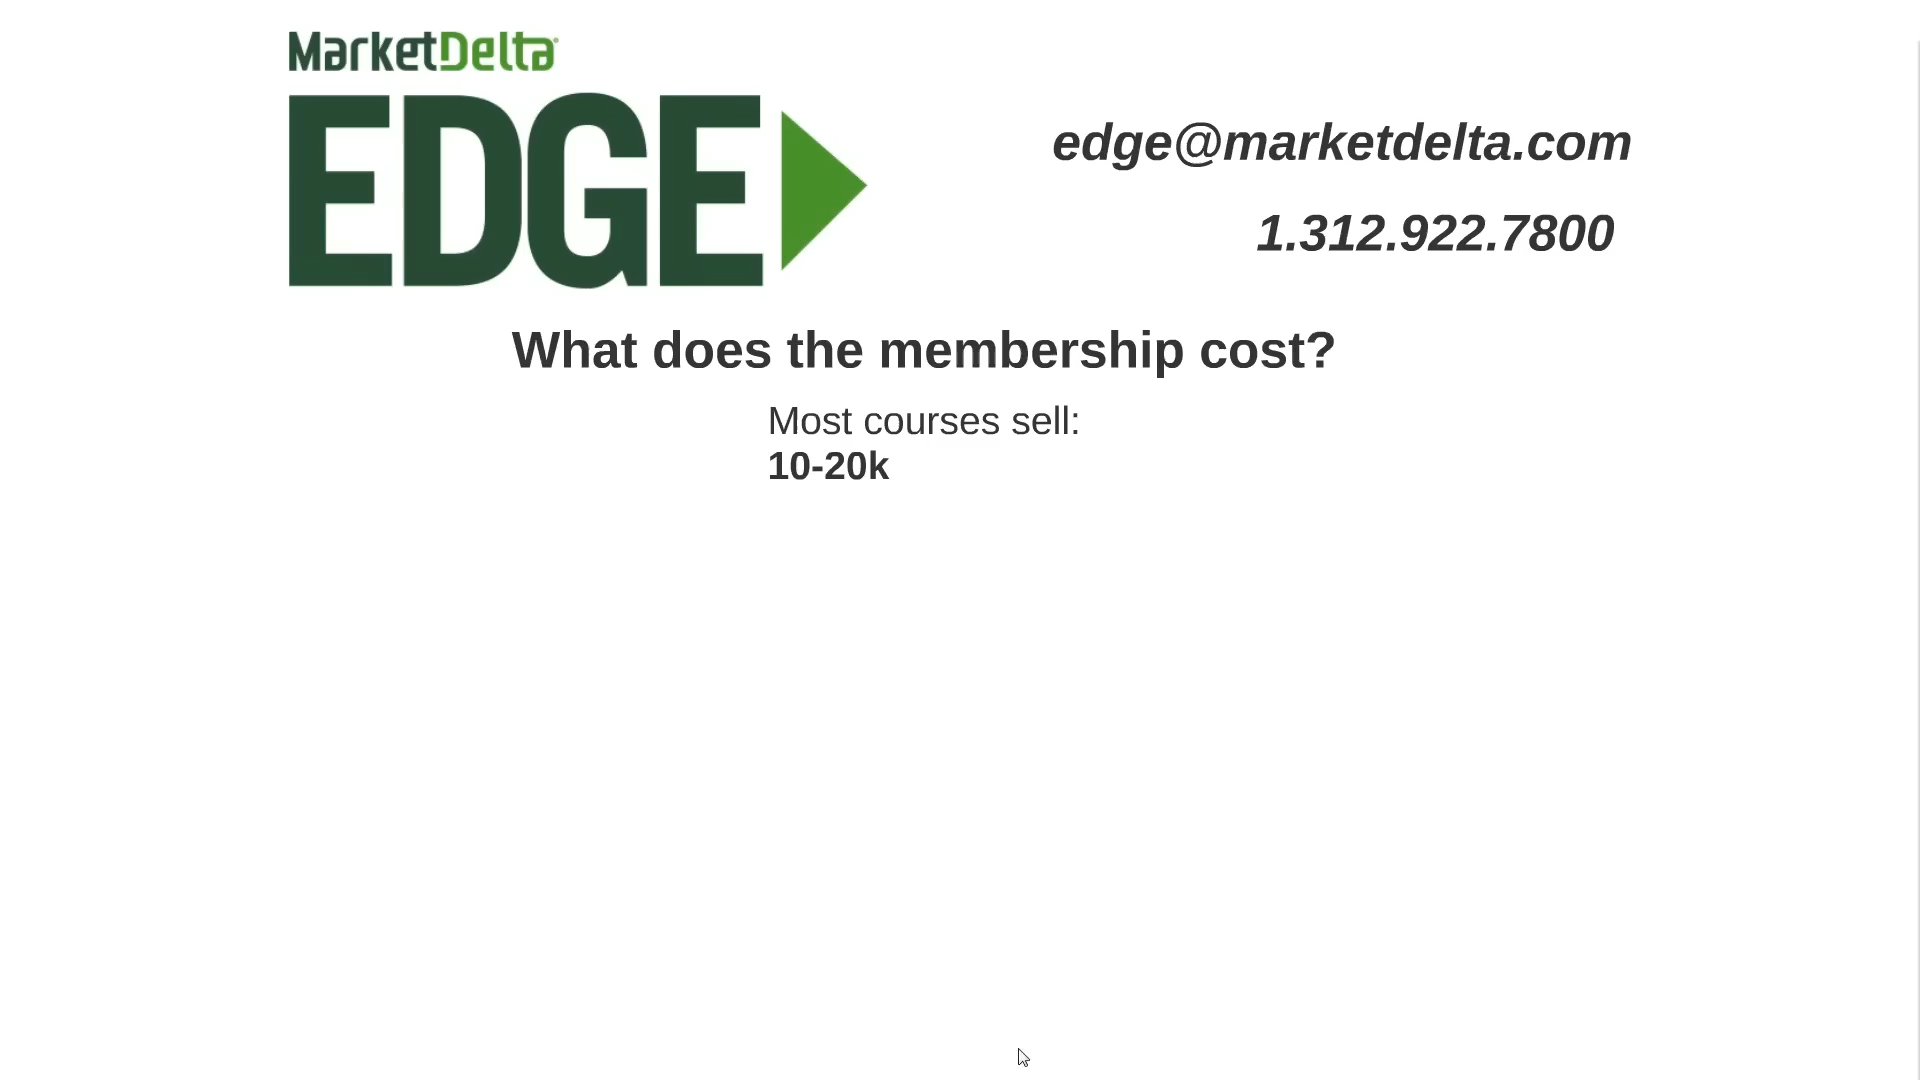 MarketDelta
EDGE
edge@marketdelta.com
1.312.922.7800
What does the membership cost?
Most courses sell:
10-20k